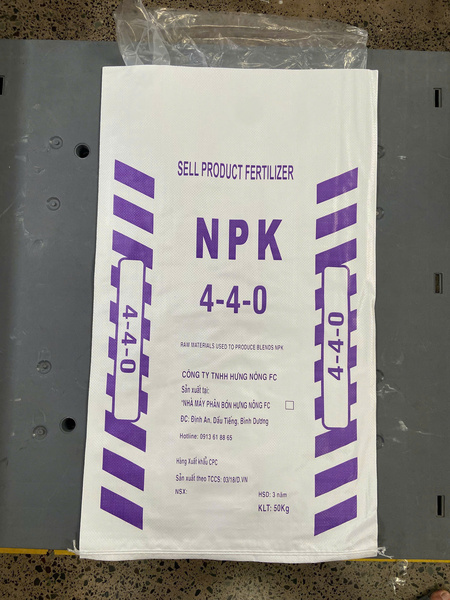 SELL PRODUCT FERTILIZER
NPK
4-4-0
4-4-0
4-4-0
RAW MATERIALS USED TO PRODUCE BLENDS NPK
CÔNG TY TNHH HƯNG NÔNG FC
Sản xuất tại:
"NHÀ MÁY PHÂN BÓN HƯNG NÔNG FC
ĐC: Định An, Dầu Tiếng, Bình Dương
Hotline: 0913 61 88 65
Hàng Xuất khẩu CPC
Sản xuất theo TCCS: 03/18/D.VN
NSX:
HSD: 3 năm
KLT: 50Kg